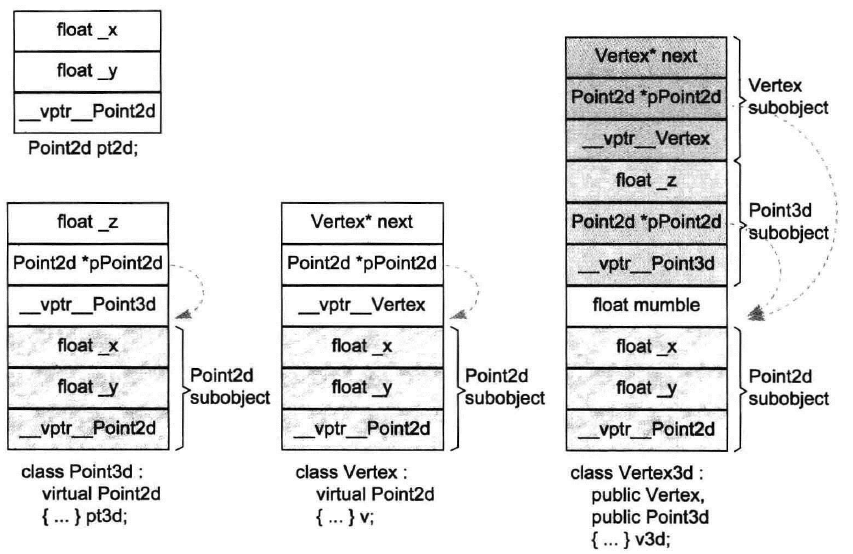 float _x
float _y
__vptr__Point2d
Point2d pt2d;
float _z
Point2d *pPoint2d
__vptr__Point3d
float _x
float _y
__vptr__Point2d
Point2d
subobject
class Point3d :
virtual Point2d
{ ... } pt3d;
Vertex* next
Point2d *pPoint2d
__vptr__Vertex
float _x
float _y
__vptr__Point2d
Point2d
subobject
class Vertex :
virtual Point2d
{ ... } v;
Vertex* next
Point2d *pPoint2d
__vptr__Vertex
Vertex
subobject
float _z
Point2d *pPoint2d
__vptr__Point3d
Point3d
subobject
float mumble
float _x
float _y
__vptr__Point2d
Point2d
subobject
class Vertex3d :
public Vertex,
public Point3d
{ ... } v3d;